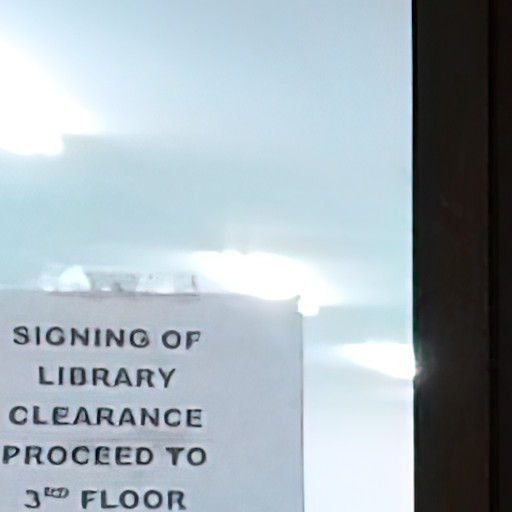 SIGNING OF
LIBRARY
CLEARANCE
PROCEED TO
3RD FLOOR